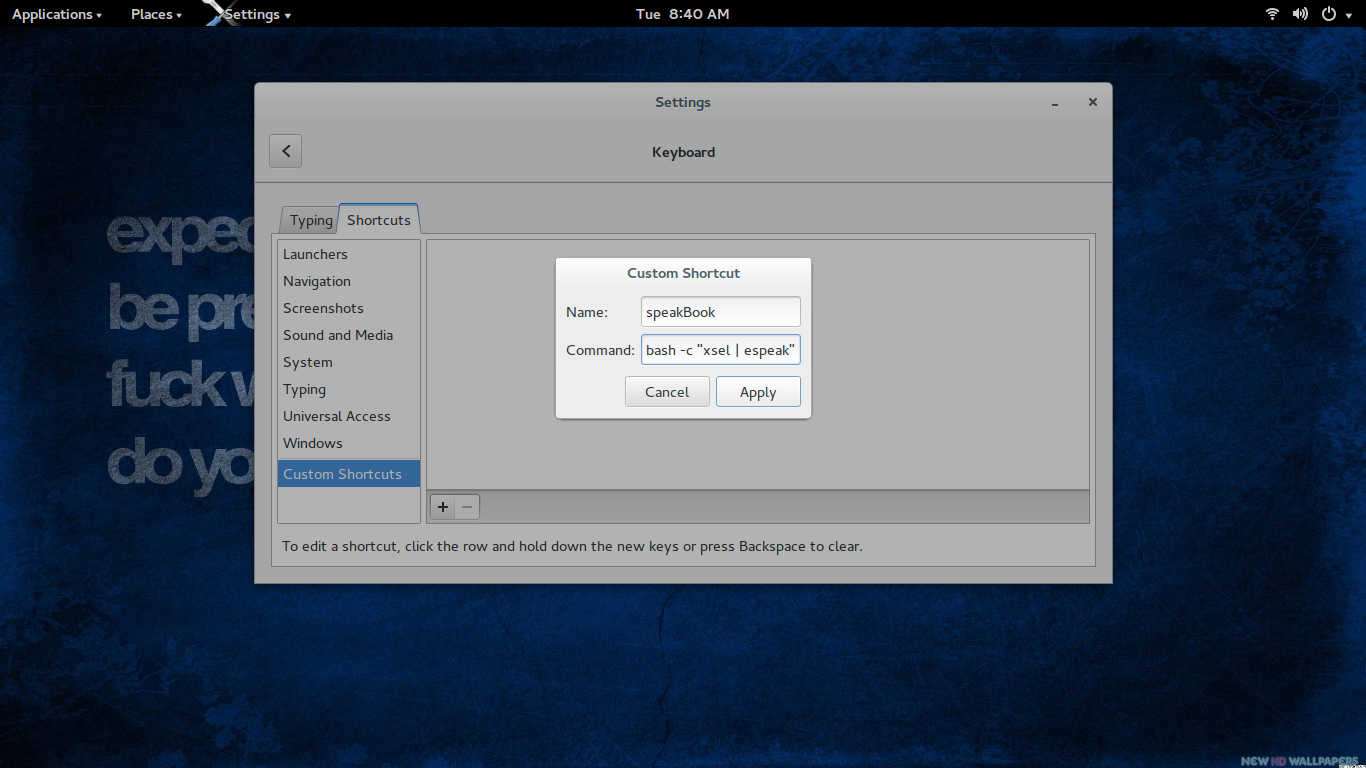 Applications Places Settings Tue 8:40 AM
Settings
Keyboard
Typing Shortcuts
Launchers
Navigation
Screenshots
Sound and Media
System
Typing
Universal Access
Windows
Custom Shortcuts
Custom Shortcut
Name: speakBook
Command: bash -c "xsel | espeak"
Cancel Apply
To edit a shortcut, click the row and hold down the new keys or press Backspace to clear.
be pre
fuck w
do yo
NEW HD WALLPAPERS